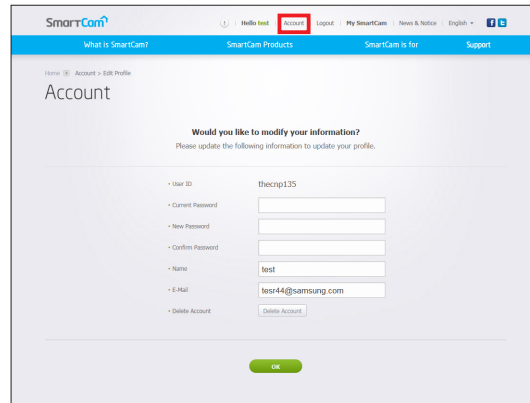 SmartCam
Hello test Account Logout My SmartCam News & Notice English
What is SmartCam? SmartCam Products SmartCam is for Support
Home Account > Edit Profile
Account
Would you like to modify your information?
Please update the following information to update your profile.
• User ID thecnp135
• Current Password
• New Password
• Confirm Password
• Name test
• E-Mail tesr44@samsung.com
• Delete Account Delete Account
OK